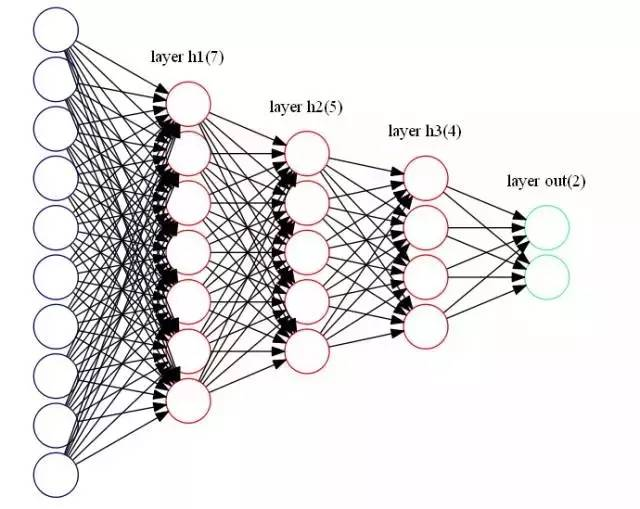 layer h1(7)
layer h2(5)
layer h3(4)
layer out(2)